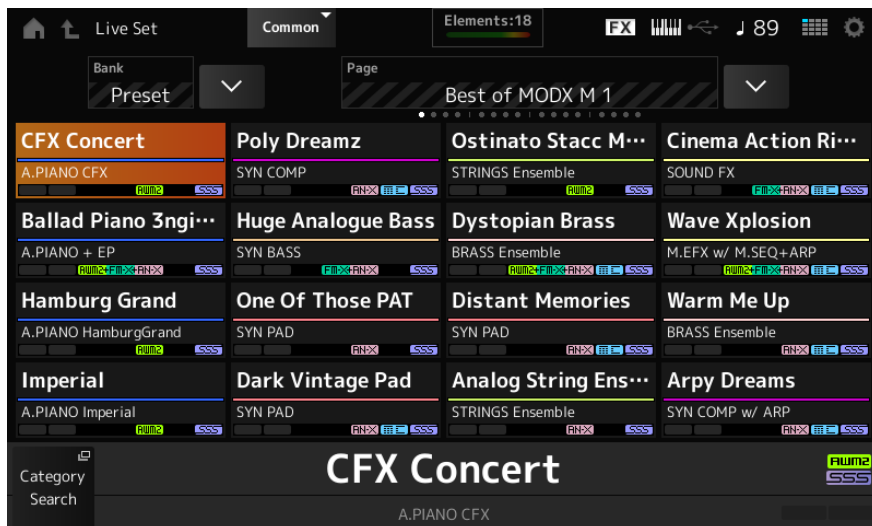 Live Set
Common
Elements:18
FX
♩ 89
Bank
Preset
Page
Best of MODX M 1
CFX Concert
A.PIANO CFX
AWM2 SSS
Poly Dreamz
SYN COMP
AN-X SSS
Ostinato Stacc M⋯
STRINGS Ensemble
AWM2 SSS
Cinema Action Ri⋯
SOUND FX
FM-X+AN-X SSS
Ballad Piano 3ngi⋯
A.PIANO + EP
AWM2+FM-X+AN-X SSS
Huge Analogue Bass
SYN BASS
FM-X+AN-X SSS
Dystopian Brass
BRASS Ensemble
AWM2+FM-X+AN-X SSS
Wave Xplosion
M.EFX w/ M.SEQ+ARP
AWM2+FM-X+AN-X SSS
Hamburg Grand
A.PIANO HamburgGrand
AWM2 SSS
One Of Those PAT
SYN PAD
AN-X SSS
Distant Memories
SYN PAD
AN-X SSS
Warm Me Up
BRASS Ensemble
AN-X SSS
Imperial
A.PIANO Imperial
AWM2 SSS
Dark Vintage Pad
SYN PAD
AN-X SSS
Analog String Ens⋯
STRINGS Ensemble
AN-X SSS
Arpy Dreams
SYN COMP w/ ARP
AN-X SSS
Category
Search
CFX Concert
A.PIANO CFX
AWM2
SSS